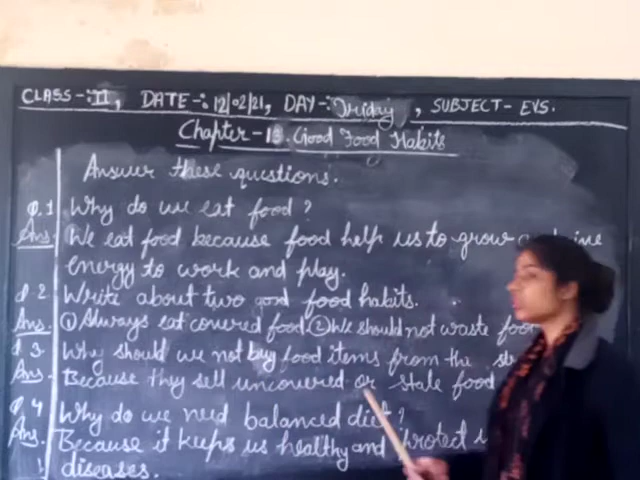 CLASS-:II, DATE-: 12/02/21, DAY-: Friday, SUBJECT- EVS.
Chapter-13. Good Food Habits
Answer these questions.
Q.1 Why do we eat food?
Ans. We eat food because food help us to grow
energy to work and play.
Q.2 Write about two good food habits.
Ans. ① Always eat covered food ② We should not waste food
Q.3. Why should we not buy food items from the
Ans. Because they sell uncovered or stale food
Q.4 Why do we need balanced diet?
Ans. Because it keeps us healthy and protect
diseases.